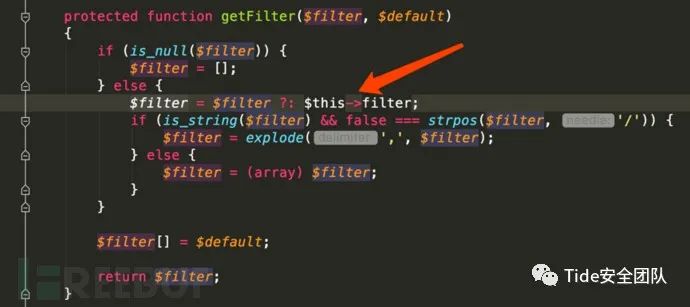 protected function getFilter($filter, $default)
{
    if (is_null($filter)) {
        $filter = [];
    } else {
        $filter = $filter ?: $this->filter;
        if (is_string($filter) && false === strpos($filter, needle: '/')) {
            $filter = explode( delimiter: ',', $filter);
        } else {
            $filter = (array) $filter;
        }
    }

    $filter[] = $default;

    return $filter;
}
FREEBUF
Tide安全团队